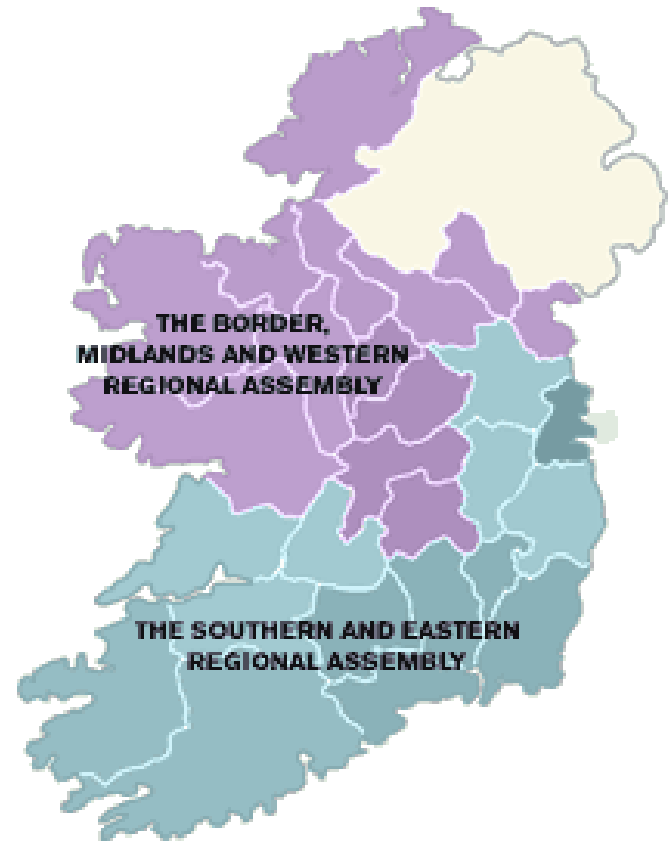 THE BORDER,
MIDLANDS AND WESTERN
REGIONAL ASSEMBLY
THE SOUTHERN AND EASTERN
REGIONAL ASSEMBLY